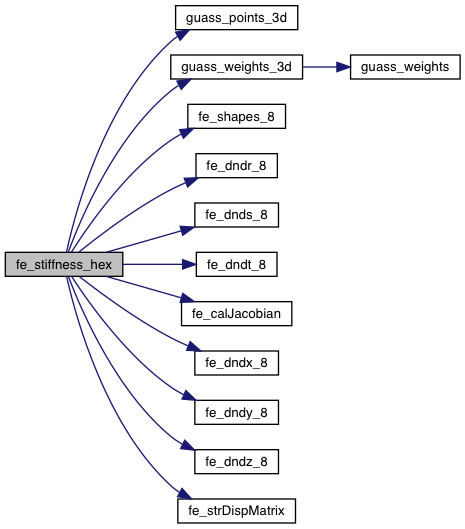 guass_points_3d
guass_weights_3d
guass_weights
fe_shapes_8
fe_dndr_8
fe_dnds_8
fe_stiffness_hex
fe_dndt_8
fe_calJacobian
fe_dndx_8
fe_dndy_8
fe_dndz_8
fe_strDispMatrix